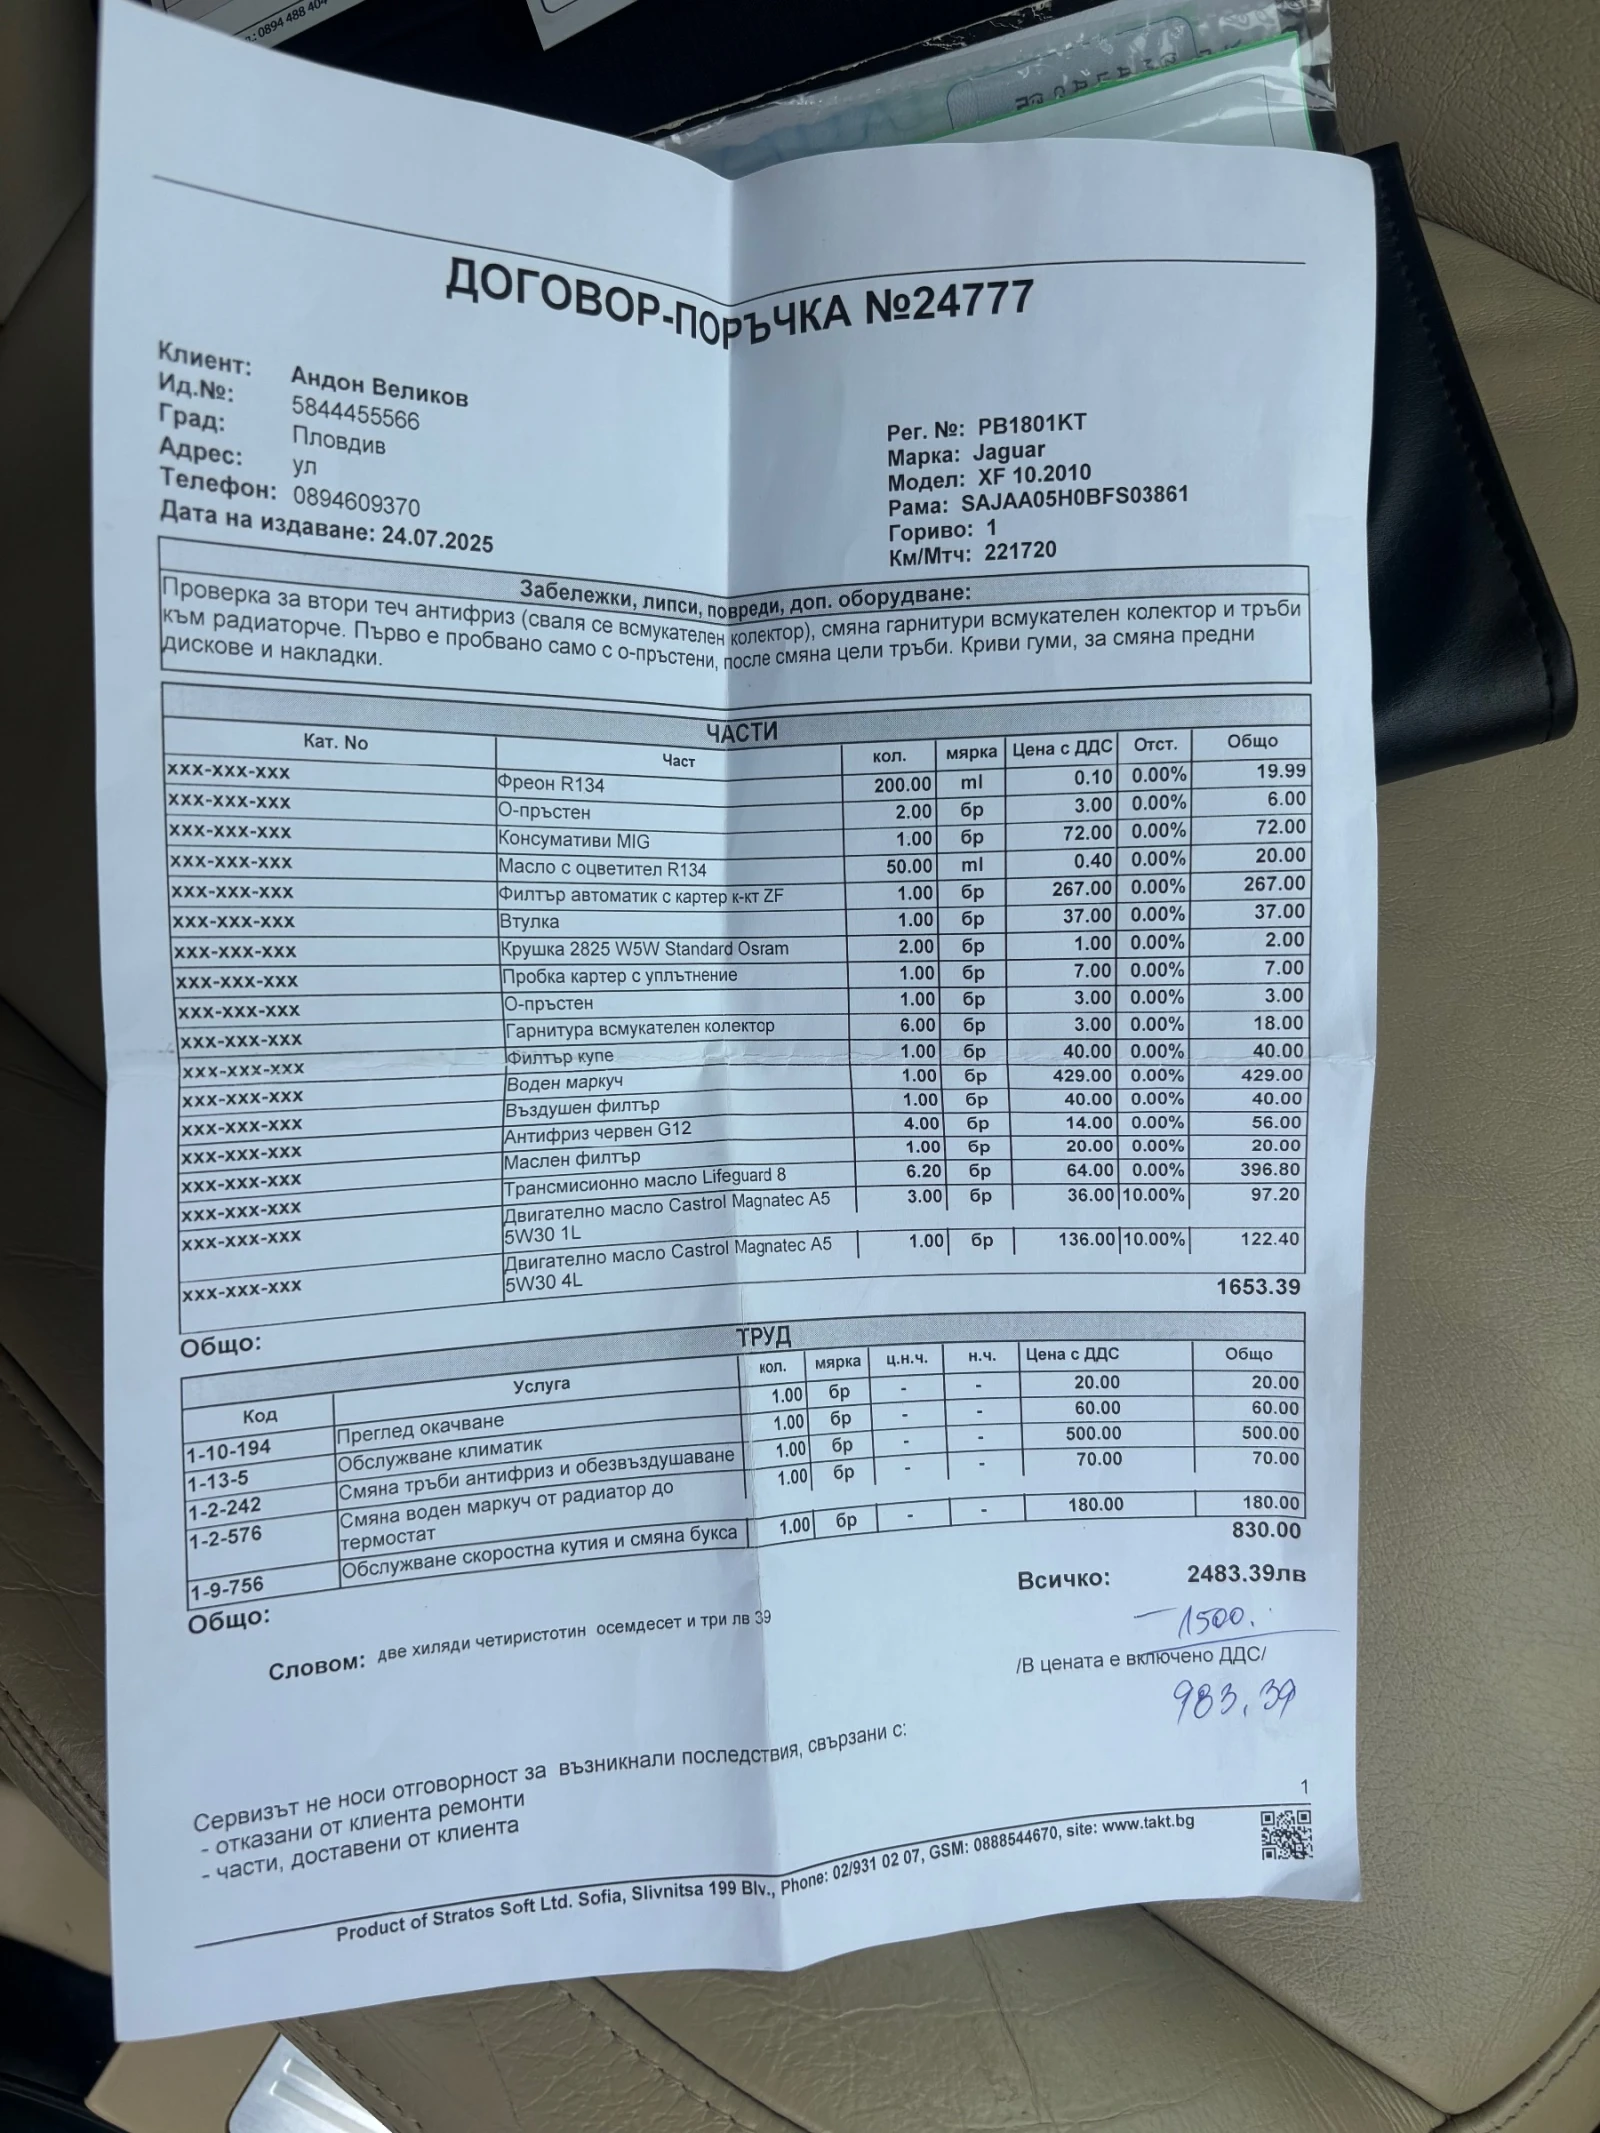 : 0894 488 404
ДОГОВОР-ПОРЪЧКА №24777
Клиент: Андон Великов
Ид.№: 5844455566
Град: Пловдив
Адрес: ул
Телефон: 0894609370
Дата на издаване: 24.07.2025
Рег. №: PB1801KT
Марка: Jaguar
Модел: XF 10.2010
Рама: SAJAA05H0BFS03861
Гориво: 1
Км/Мтч: 221720
Забележки, липси, повреди, доп. оборудване:
Проверка за втори теч антифриз (сваля се всмукателен колектор), смяна гарнитури всмукателен колектор и тръби
към радиаторче. Първо е пробвано само с о-пръстени, после смяна цели тръби. Криви гуми, за смяна предни
дискове и накладки.
ЧАСТИ
Кат. No Част кол. мярка Цена с ДДС Отст. Общо
xxx-xxx-xxx Фреон R134 200.00 ml 0.10 0.00% 19.99
xxx-xxx-xxx О-пръстен 2.00 бр 3.00 0.00% 6.00
xxx-xxx-xxx Консумативи MIG 1.00 бр 72.00 0.00% 72.00
xxx-xxx-xxx Масло с оцветител R134 50.00 ml 0.40 0.00% 20.00
xxx-xxx-xxx Филтър автоматик с картер к-кт ZF 1.00 бр 267.00 0.00% 267.00
xxx-xxx-xxx Втулка 1.00 бр 37.00 0.00% 37.00
xxx-xxx-xxx Крушка 2825 W5W Standard Osram 2.00 бр 1.00 0.00% 2.00
xxx-xxx-xxx Пробка картер с уплътнение 1.00 бр 7.00 0.00% 7.00
xxx-xxx-xxx О-пръстен 1.00 бр 3.00 0.00% 3.00
xxx-xxx-xxx Гарнитура всмукателен колектор 6.00 бр 3.00 0.00% 18.00
xxx-xxx-xxx Филтър купе 1.00 бр 40.00 0.00% 40.00
xxx-xxx-xxx Воден маркуч 1.00 бр 429.00 0.00% 429.00
xxx-xxx-xxx Въздушен филтър 1.00 бр 40.00 0.00% 40.00
xxx-xxx-xxx Антифриз червен G12 4.00 бр 14.00 0.00% 56.00
xxx-xxx-xxx Маслен филтър 1.00 бр 20.00 0.00% 20.00
xxx-xxx-xxx Трансмисионно масло Lifeguard 8 6.20 бр 64.00 0.00% 396.80
xxx-xxx-xxx Двигателно масло Castrol Magnatec A5 3.00 бр 36.00 10.00% 97.20
5W30 1L
xxx-xxx-xxx Двигателно масло Castrol Magnatec A5 1.00 бр 136.00 10.00% 122.40
5W30 4L
Общо: 1653.39
ТРУД
Код Услуга кол. мярка ц.н.ч. н.ч. Цена с ДДС Общо
1-10-194 Преглед окачване 1.00 бр - - 20.00 20.00
1-13-5 Обслужване климатик 1.00 бр - - 60.00 60.00
1-2-242 Смяна тръби антифриз и обезвъздушаване 1.00 бр - - 500.00 500.00
1-2-576 Смяна воден маркуч от радиатор до 1.00 бр - - 70.00 70.00
термостат
1-9-756 Обслужване скоростна кутия и смяна букса 1.00 бр - - 180.00 180.00
Общо: 830.00
Всичко: 2483.39лв
- 1500.
Словом: две хиляди четиристотин осемдесет и три лв 39
/В цената е включено ДДС/
983.39
Сервизът не носи отговорност за възникнали последствия, свързани с:
- отказани от клиента ремонти
- части, доставени от клиента
1
Product of Stratos Soft Ltd. Sofia, Slivnitsa 199 Blv., Phone: 02/931 02 07, GSM: 0888544670, site: www.takt.bg